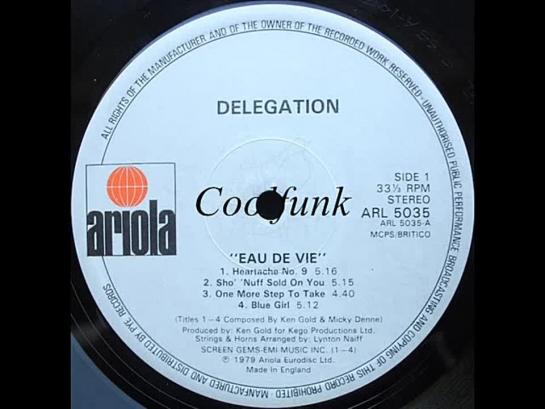 ALL RIGHTS OF THE MANUFACTURER AND OF THE OWNER OF THE RECORDED WORK RESERVED - UNAUTHORISED PUBLIC PERFORMANCE BROADCASTING AND COPYING OF THIS RECORD PROHIBITED - MANUFACTURED AND DISTRIBUTED BY PYE RECORDS
DELEGATION
SIDE 1
33⅓ RPM
STEREO
ARL 5035
ARL 5035-A
MCPS/BRITICO
Coolfunk
ariola
"EAU DE VIE"
1. Heartache No. 9 5.16
2. Sho' 'Nuff Sold On You 5.15
3. One More Step To Take 4.40
4. Blue Girl 5.12
(Titles 1-4 Composed By Ken Gold & Micky Denne)
Produced by: Ken Gold for Kego Productions Ltd.
Strings & Horns Arranged by: Lynton Naiff
SCREEN GEMS-EMI MUSIC INC. (1-4)
℗ 1979 Ariola Eurodisc Ltd.
Made in England